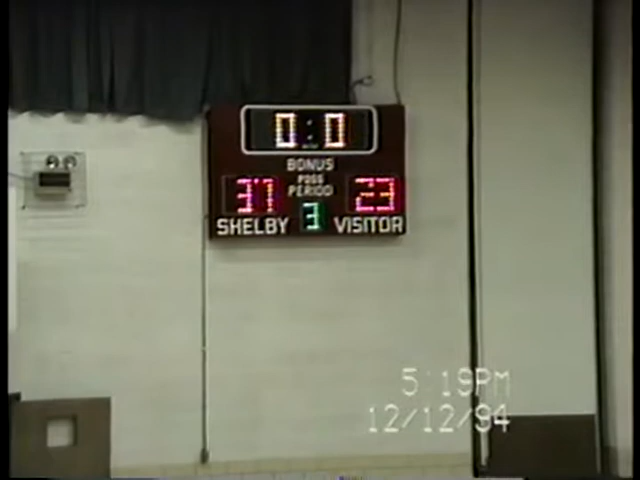 0:0
BONUS
POSS
PERIOD
37 3 23
SHELBY VISITOR
5:19PM
12/12/94